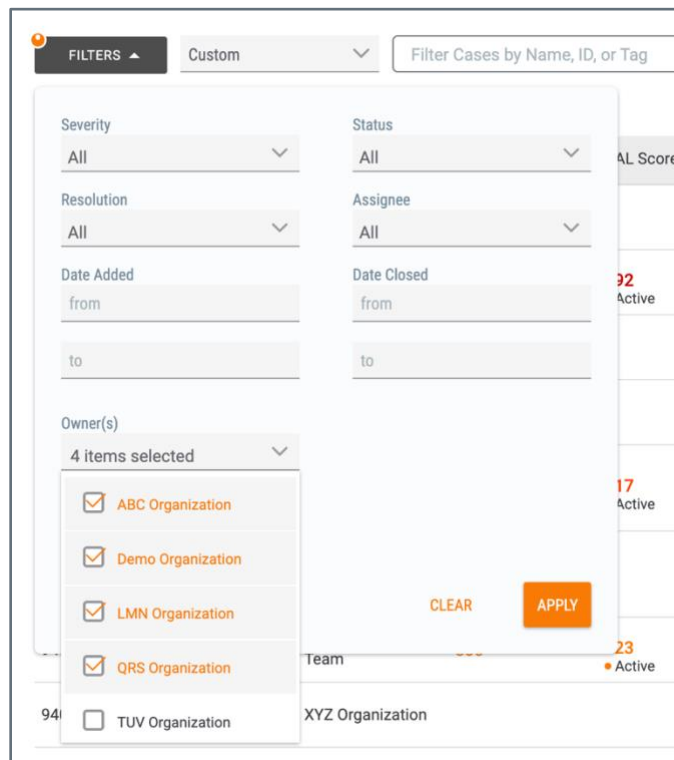 FILTERS
Custom
Filter Cases by Name, ID, or Tag
Severity
Status
All
All
AL Score
Resolution
Assignee
All
All
Date Added
Date Closed
from
from
92
Active
to
to
Owner(s)
4 items selected
ABC Organization
17
Active
Demo Organization
LMN Organization
CLEAR
APPLY
QRS Organization
Team
23
Active
TUV Organization
XYZ Organization